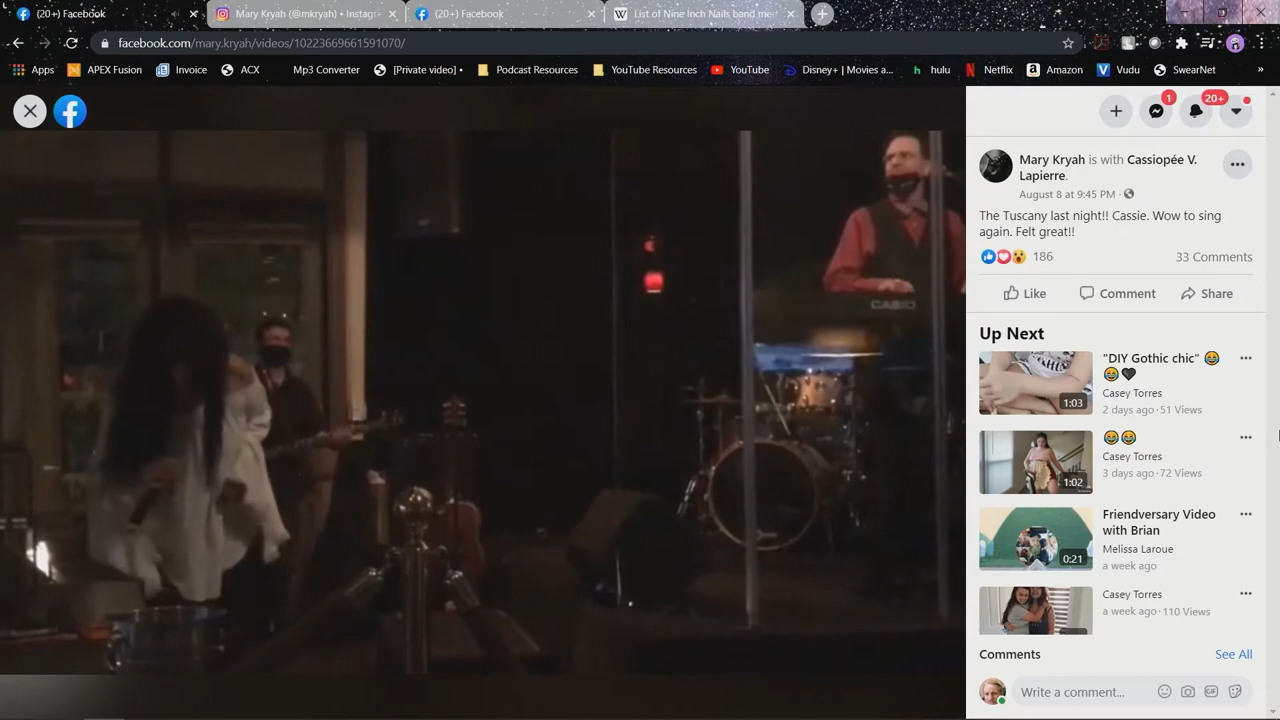 (20+) Facebook
Mary Kryah (@mkryah) • Instagr
(20+) Facebook
List of Nine Inch Nails band me
facebook.com/mary.kryah/videos/10223669661591070/
Apps
APEX Fusion
Invoice
ACX
Mp3 Converter
[Private video] •
Podcast Resources
YouTube Resources
YouTube
Disney+ | Movies a...
hulu
Netflix
Amazon
Vudu
SwearNet
»
1
20+
Mary Kryah is with Cassiopée V.
Lapierre.
August 8 at 9:45 PM ·
The Tuscany last night!! Cassie. Wow to sing
again. Felt great!!
186
33 Comments
Like
Comment
Share
Up Next
"DIY Gothic chic" 😂
😂🖤
Casey Torres
2 days ago · 51 Views
1:03
😂😂
Casey Torres
3 days ago · 72 Views
1:02
Friendversary Video
with Brian
Melissa Laroue
a week ago
0:21
Casey Torres
a week ago · 110 Views
Comments
See All
Write a comment...
GIF
CASIO